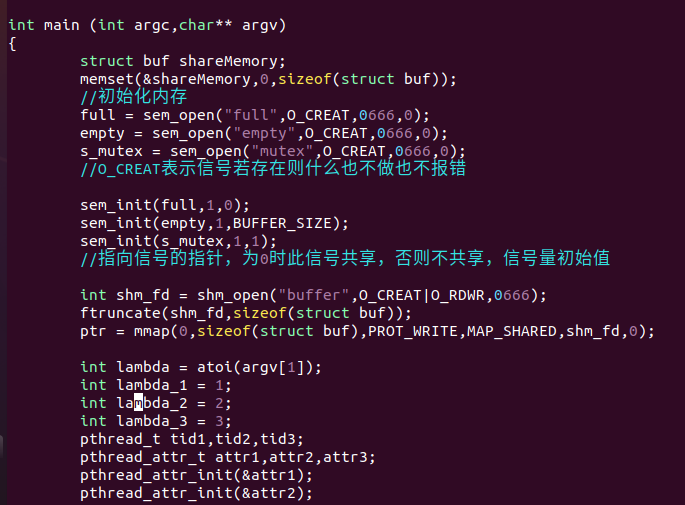 int main (int argc,char** argv)
{
struct buf shareMemory;
memset(&shareMemory,0,sizeof(struct buf));
//初始化内存
full = sem_open("full",O_CREAT,0666,0);
empty = sem_open("empty",O_CREAT,0666,0);
s_mutex = sem_open("mutex",O_CREAT,0666,0);
//O_CREAT表示信号若存在则什么也不做也不报错
sem_init(full,1,0);
sem_init(empty,1,BUFFER_SIZE);
sem_init(s_mutex,1,1);
//指向信号的指针，为0时此信号共享，否则不共享，信号量初始值
int shm_fd = shm_open("buffer",O_CREAT|O_RDWR,0666);
ftruncate(shm_fd,sizeof(struct buf));
ptr = mmap(0,sizeof(struct buf),PROT_WRITE,MAP_SHARED,shm_fd,0);
int lambda = atoi(argv[1]);
int lambda_1 = 1;
int lambda_2 = 2;
int lambda_3 = 3;
pthread_t tid1,tid2,tid3;
pthread_attr_t attr1,attr2,attr3;
pthread_attr_init(&attr1);
pthread_attr_init(&attr2);